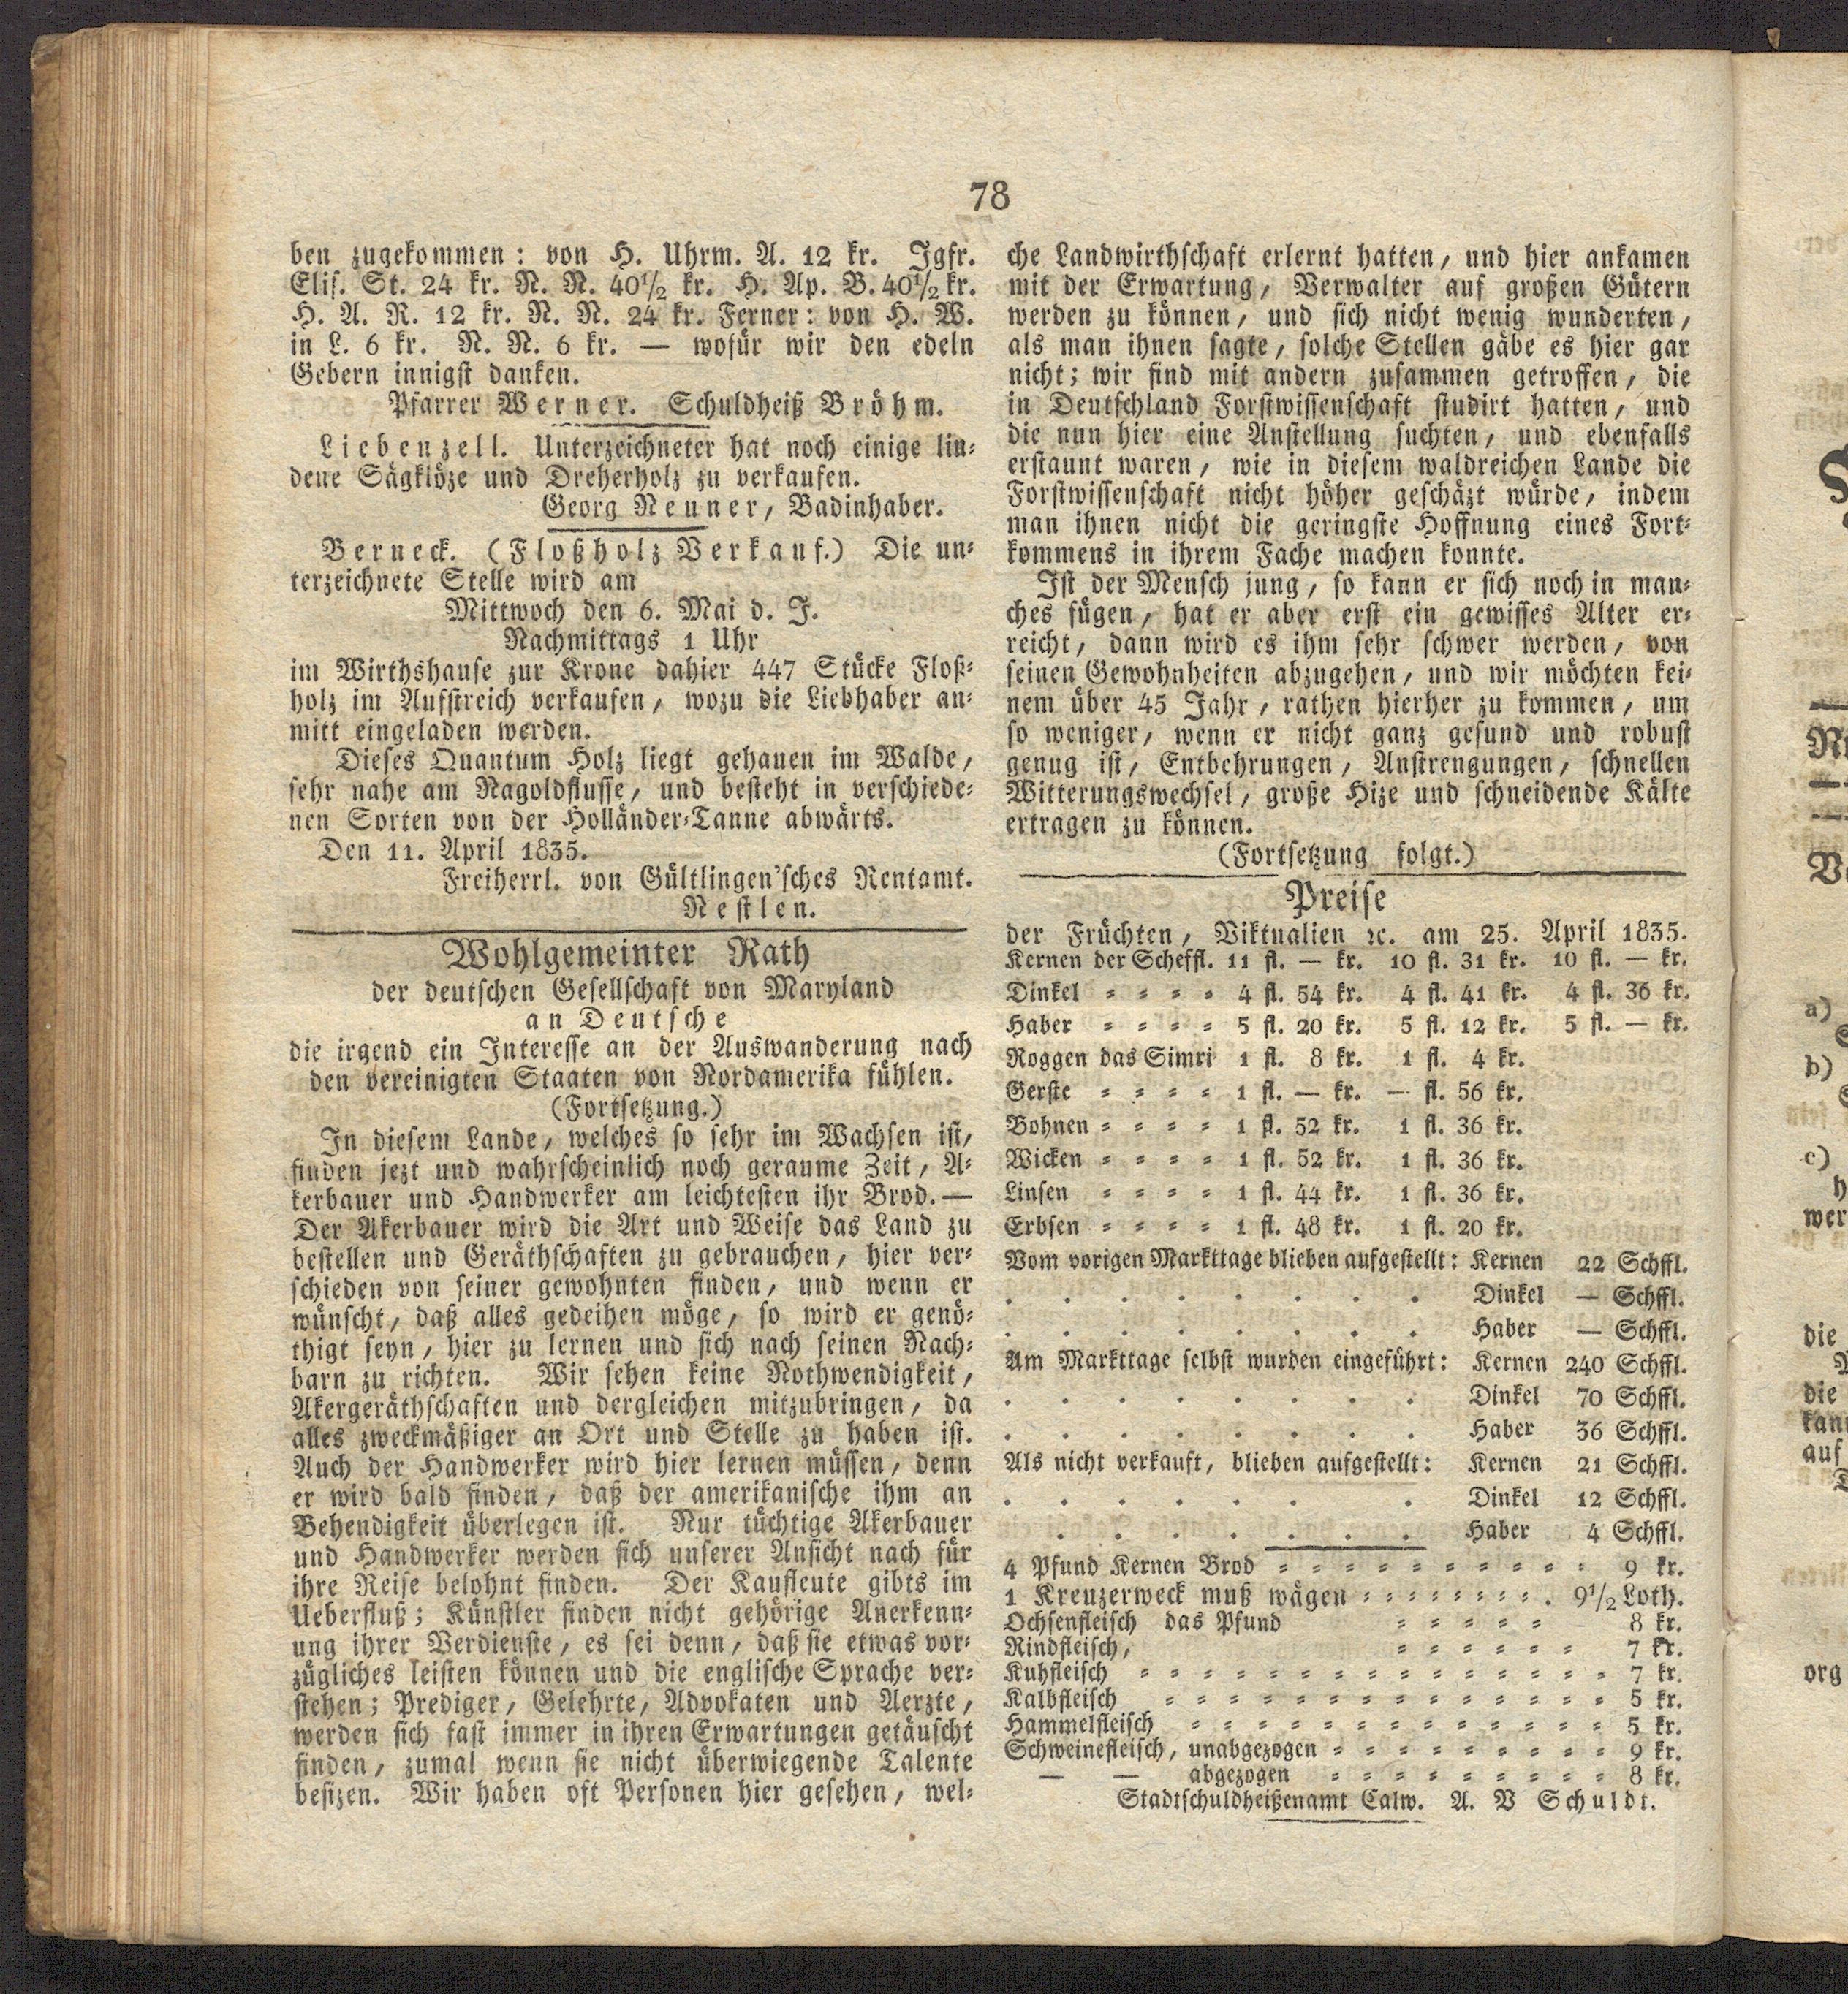 78
ben zugekommen: von H. Uhrm. A. 12 kr. Jgfr.
Elis. St. 24 kr. N. N. 40½ kr. H. Ap. B. 40½ kr.
H. A. R. 12 kr. N. N. 24 kr. Ferner: von H. W.
in L. 6 kr. N. N. 6 kr. — wofür wir den edeln
Gebern innigst danken.
Pfarrer Werner. Schuldheiß Bröhm.
Liebenzell. Unterzeichneter hat noch einige lin⸗
dene Sägklöze und Dreherholz zu verkaufen.
Georg Neuner, Badinhaber.
Berneck. (Floßholz Verkauf.) Die un⸗
terzeichnete Stelle wird am
Mittwoch den 6. Mai d. J.
Nachmittags 1 Uhr
im Wirthshause zur Krone dahier 447 Stücke Floß⸗
holz im Aufstreich verkaufen, wozu die Liebhaber an⸗
mitt eingeladen werden.
Dieses Quantum Holz liegt gehauen im Walde,
sehr nahe am Nagoldflusse, und besteht in verschiede⸗
nen Sorten von der Holländer⸗Tanne abwärts.
Den 11. April 1835.
Freiherrl. von Gültlingen'sches Rentamt.
Nestlen.
Wohlgemeinter Rath
der deutschen Gesellschaft von Maryland
an Deutsche
die irgend ein Interesse an der Auswanderung nach
den vereinigten Staaten von Nordamerika fühlen.
(Fortsetzung.)
In diesem Lande, welches so sehr im Wachsen ist,
finden jezt und wahrscheinlich noch geraume Zeit, A⸗
kerbauer und Handwerker am leichtesten ihr Brod. —
Der Akerbauer wird die Art und Weise das Land zu
bestellen und Geräthschaften zu gebrauchen, hier ver⸗
schieden von seiner gewohnten finden, und wenn er
wünscht, daß alles gedeihen möge, so wird er genö⸗
thigt seyn, hier zu lernen und sich nach seinen Nach⸗
barn zu richten. Wir sehen keine Nothwendigkeit,
Akergeräthschaften und dergleichen mitzubringen, da
alles zweckmäßiger an Ort und Stelle zu haben ist.
Auch der Handwerker wird hier lernen müssen, denn
er wird bald finden, daß der amerikanische ihm an
Behendigkeit überlegen ist. Nur tüchtige Akerbauer
und Handwerker werden sich unserer Ansicht nach für
ihre Reise belohnt finden. Der Kaufleute gibts im
Ueberfluß; Künstler finden nicht gehörige Anerkenn⸗
ung ihrer Verdienste, es sei denn, daß sie etwas vor⸗
zügliches leisten können und die englische Sprache ver⸗
stehen; Prediger, Gelehrte, Advokaten und Aerzte,
werden sich fast immer in ihren Erwartungen getäuscht
finden, zumal wenn sie nicht überwiegende Talente
besizen. Wir haben oft Personen hier gesehen, wel⸗
che Landwirthschaft erlernt hatten, und hier ankamen
mit der Erwartung, Verwalter auf großen Gütern
werden zu können, und sich nicht wenig wunderten,
als man ihnen sagte, solche Stellen gäbe es hier gar
nicht; wir sind mit andern zusammen getroffen, die
in Deutschland Forstwissenschaft studirt hatten, und
die nun hier eine Anstellung suchten, und ebenfalls
erstaunt waren, wie in diesem waldreichen Lande die
Forstwissenschaft nicht höher geschäzt würde, indem
man ihnen nicht die geringste Hoffnung eines Fort⸗
kommens in ihrem Fache machen konnte.
Ist der Mensch jung, so kann er sich noch in man⸗
ches fügen, hat er aber erst ein gewisses Alter er⸗
reicht, dann wird es ihm sehr schwer werden, von
seinen Gewohnheiten abzugehen, und wir möchten kei⸗
nem über 45 Jahr, rathen hierher zu kommen, um
so weniger, wenn er nicht ganz gesund und robust
genug ist, Entbehrungen, Anstrengungen, schnellen
Witterungswechsel, große Hize und schneidende Kälte
ertragen zu können.
(Fortsetzung folgt.)
Preise
der Früchten, Viktualien ꝛc. am 25. April 1835.
Kernen der Scheffl. 11 fl. — kr. 10 fl. 31 kr. 10 fl. — kr.
Dinkel ⸗ ⸗ ⸗ ⸗ 4 fl. 54 kr. 4 fl. 41 kr. 4 fl. 36 kr.
Haber ⸗ ⸗ ⸗ ⸗ 5 fl. 20 kr. 5 fl. 12 kr. 5 fl. — kr.
Roggen das Simri 1 fl. 8 kr. 1 fl. 4 kr.
Gerste ⸗ ⸗ ⸗ ⸗ 1 fl. — kr. — fl. 56 kr.
Bohnen ⸗ ⸗ ⸗ ⸗ 1 fl. 52 kr. 1 fl. 36 kr.
Wicken ⸗ ⸗ ⸗ ⸗ 1 fl. 52 kr. 1 fl. 36 kr.
Linsen ⸗ ⸗ ⸗ ⸗ 1 fl. 44 kr. 1 fl. 36 kr.
Erbsen ⸗ ⸗ ⸗ ⸗ 1 fl. 48 kr. 1 fl. 20 kr.
Vom vorigen Markttage blieben aufgestellt: Kernen 22 Schffl.
. . . . . . . . Dinkel — Schffl.
. . . . . . . . Haber — Schffl.
Am Markttage selbst wurden eingeführt: Kernen 240 Schffl.
. . . . . . . . Dinkel 70 Schffl.
. . . . . . . . Haber 36 Schffl.
Als nicht verkauft, blieben aufgestellt: Kernen 21 Schffl.
. . . . . . . Dinkel 12 Schffl.
. . . . . . . Haber 4 Schffl.
4 Pfund Kernen Brod ⸗ ⸗ ⸗ ⸗ ⸗ ⸗ ⸗ ⸗ ⸗ ⸗ 9 kr.
1 Kreuzerweck muß wägen ⸗ ⸗ ⸗ ⸗ ⸗ ⸗ ⸗ ⸗ . 9½ Loth.
Ochsenfleisch das Pfund ⸗ ⸗ ⸗ ⸗ ⸗ 8 kr.
Rindfleisch, ⸗ ⸗ ⸗ ⸗ ⸗ ⸗ 7 kr.
Kuhfleisch ⸗ ⸗ ⸗ ⸗ ⸗ ⸗ ⸗ ⸗ ⸗ ⸗ ⸗ ⸗ ⸗ ⸗ ⸗ 7 kr.
Kalbfleisch ⸗ ⸗ ⸗ ⸗ ⸗ ⸗ ⸗ ⸗ ⸗ ⸗ ⸗ ⸗ ⸗ ⸗ 5 kr.
Hammelfleisch ⸗ ⸗ ⸗ ⸗ ⸗ ⸗ ⸗ ⸗ ⸗ ⸗ ⸗ ⸗ ⸗ 5 kr.
Schweinefleisch, unabgezogen ⸗ ⸗ ⸗ ⸗ ⸗ ⸗ ⸗ ⸗ ⸗ 9 kr.
— — abgezogen ⸗ ⸗ ⸗ ⸗ ⸗ ⸗ ⸗ ⸗ ⸗ 8 kr.
Stadtschuldheißenamt Calw. A. V Schuldt.
a)
b)
c)
h
wer
die
die
kan
auf
org